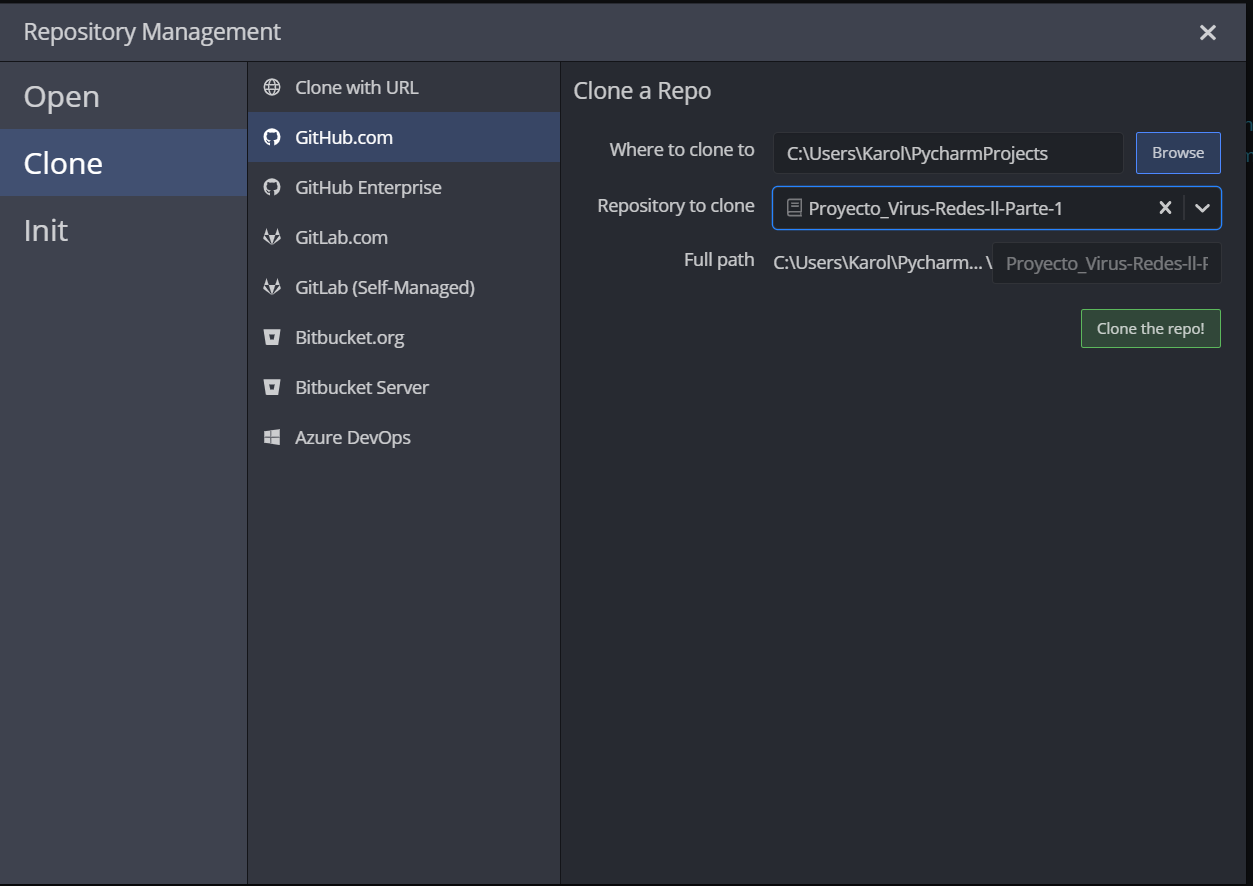 Repository Management
Open
Clone
Init
Clone with URL
GitHub.com
GitHub Enterprise
GitLab.com
GitLab (Self-Managed)
Bitbucket.org
Bitbucket Server
Azure DevOps
Clone a Repo
Where to clone to C:\Users\Karol\PycharmProjects Browse
Repository to clone Proyecto_Virus-Redes-ll-Parte-1
Full path C:\Users\Karol\Pycharm... \ Proyecto_Virus-Redes-ll-P
Clone the repo!